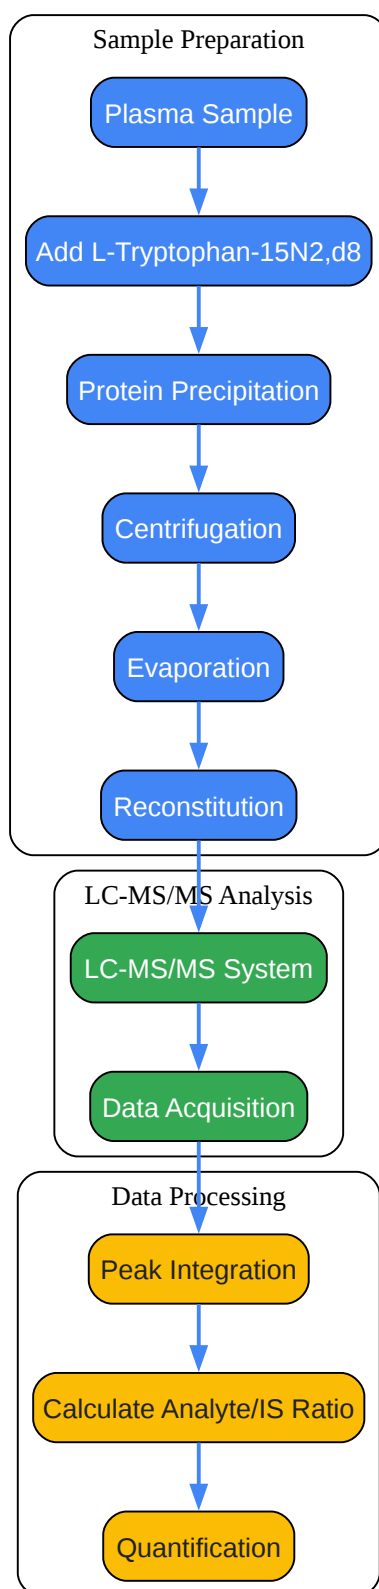 Sample Preparation
Plasma Sample
Add L-Tryptophan-15N2,d8
Protein Precipitation
Centrifugation
Evaporation
Reconstitution
LC-MS/MS Analysis
LC-MS/MS System
Data Acquisition
Data Processing
Peak Integration
Calculate Analyte/IS Ratio
Quantification